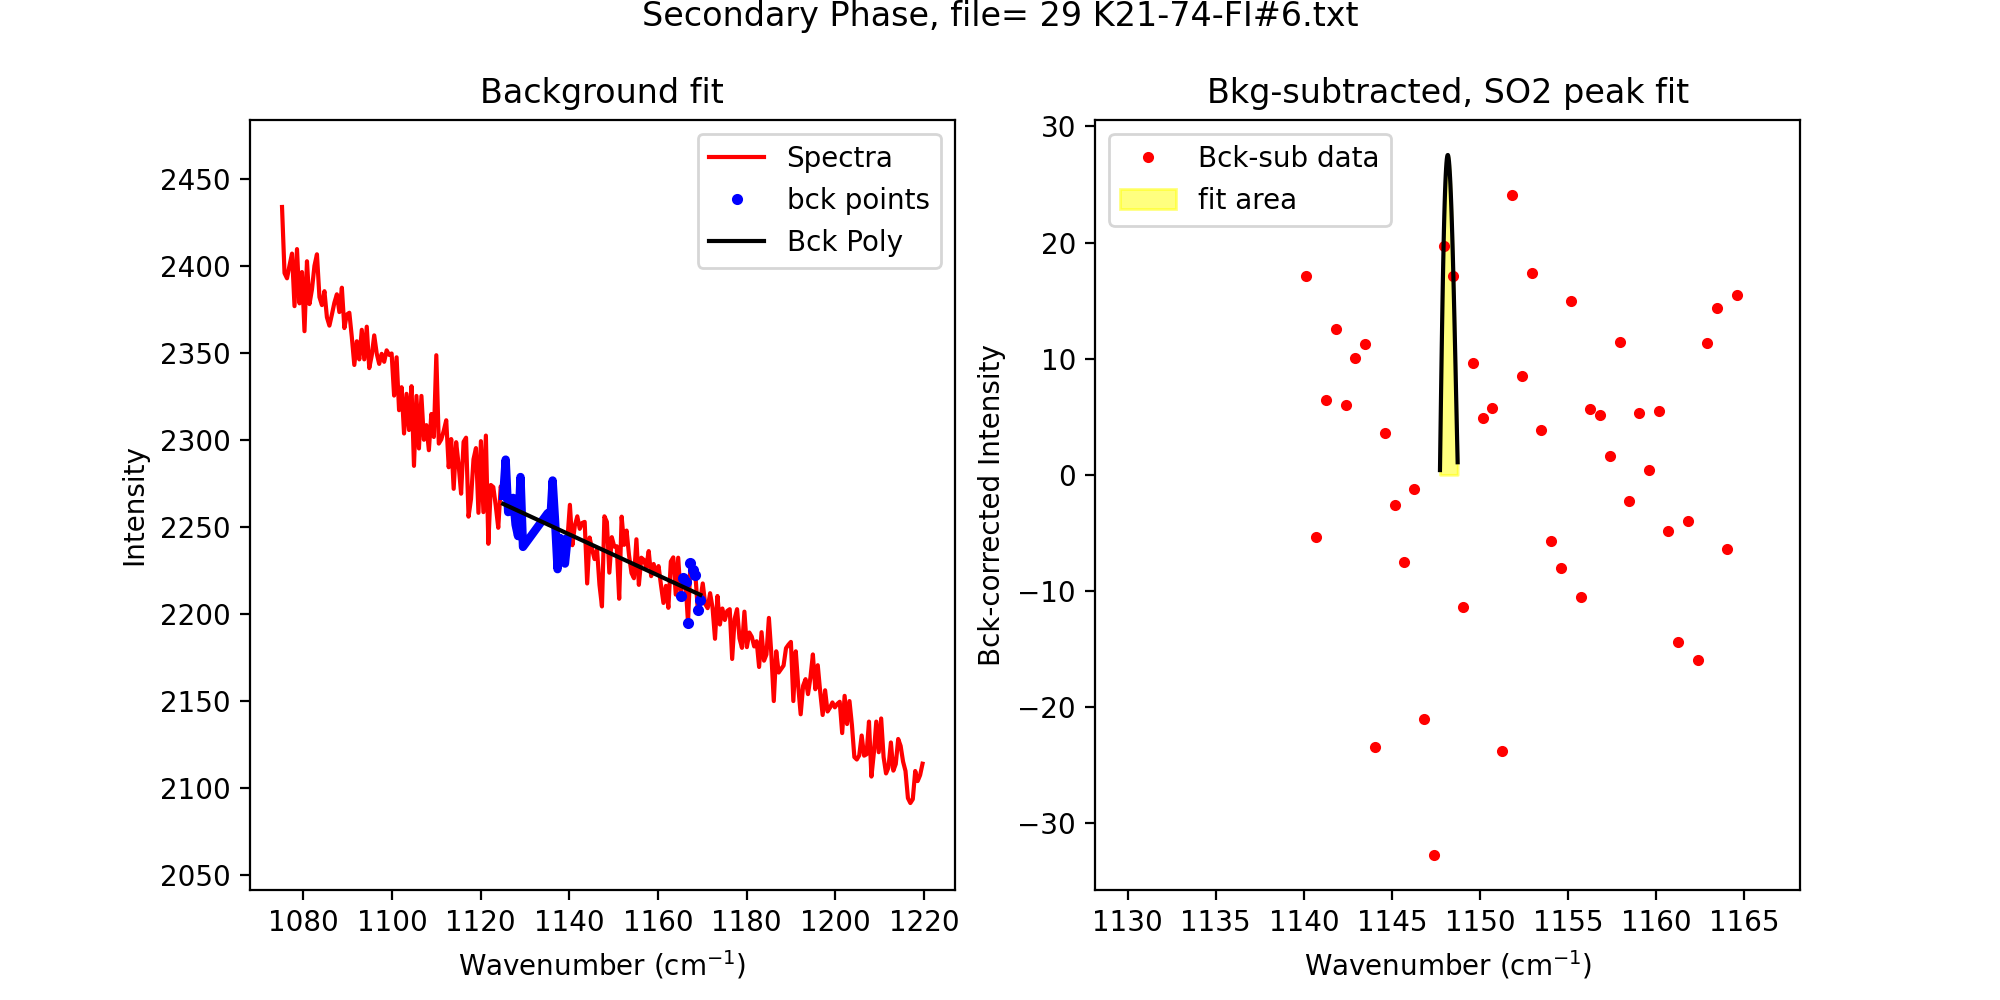 Secondary Phase, file= 29 K21-74-FI#6.txt
Background fit
Spectra
bck points
Bck Poly
2450
2400
2350
2300
2250
2200
2150
2100
2050
Intensity
1080 1100 1120 1140 1160 1180 1200 1220
Wavenumber (cm⁻¹)
Bkg-subtracted, SO2 peak fit
Bck-sub data
fit area
30
20
10
0
−10
−20
−30
Bck-corrected Intensity
1130 1135 1140 1145 1150 1155 1160 1165
Wavenumber (cm⁻¹)